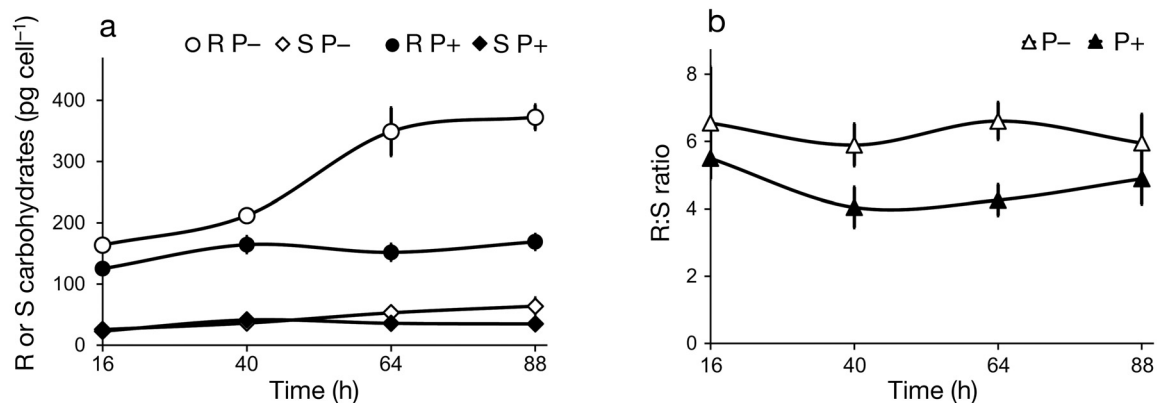 a
R P– S P– R P+ S P+
R or S carbohydrates (pg cell–1)
400
300
200
100
0
16 40 64 88
Time (h)
b
P– P+
R:S ratio
8
6
4
2
0
16 40 64 88
Time (h)